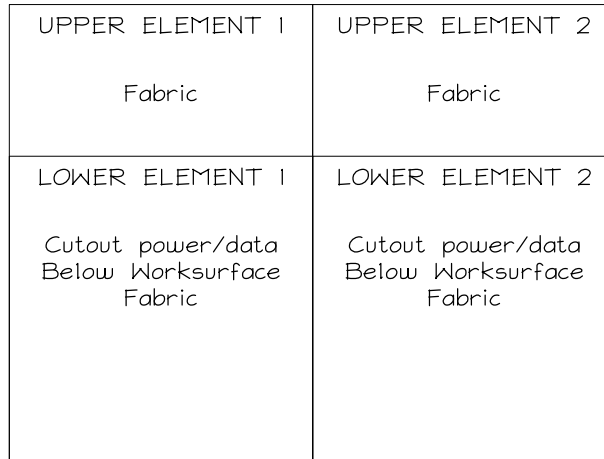 UPPER ELEMENT 1
Fabric
UPPER ELEMENT 2
Fabric
LOWER ELEMENT 1
Cutout power/data
Below Worksurface
Fabric
LOWER ELEMENT 2
Cutout power/data
Below Worksurface
Fabric